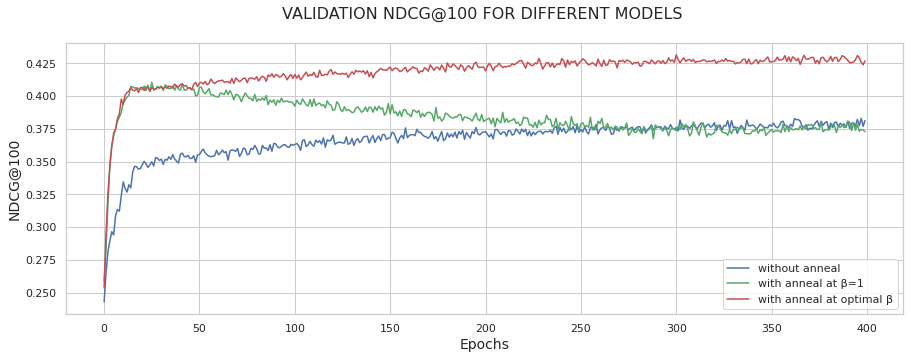 VALIDATION NDCG@100 FOR DIFFERENT MODELS
NDCG@100
0.425
0.400
0.375
0.350
0.325
0.300
0.275
0.250
0 50 100 150 200 250 300 350 400
Epochs
without anneal
with anneal at β=1
with anneal at optimal β